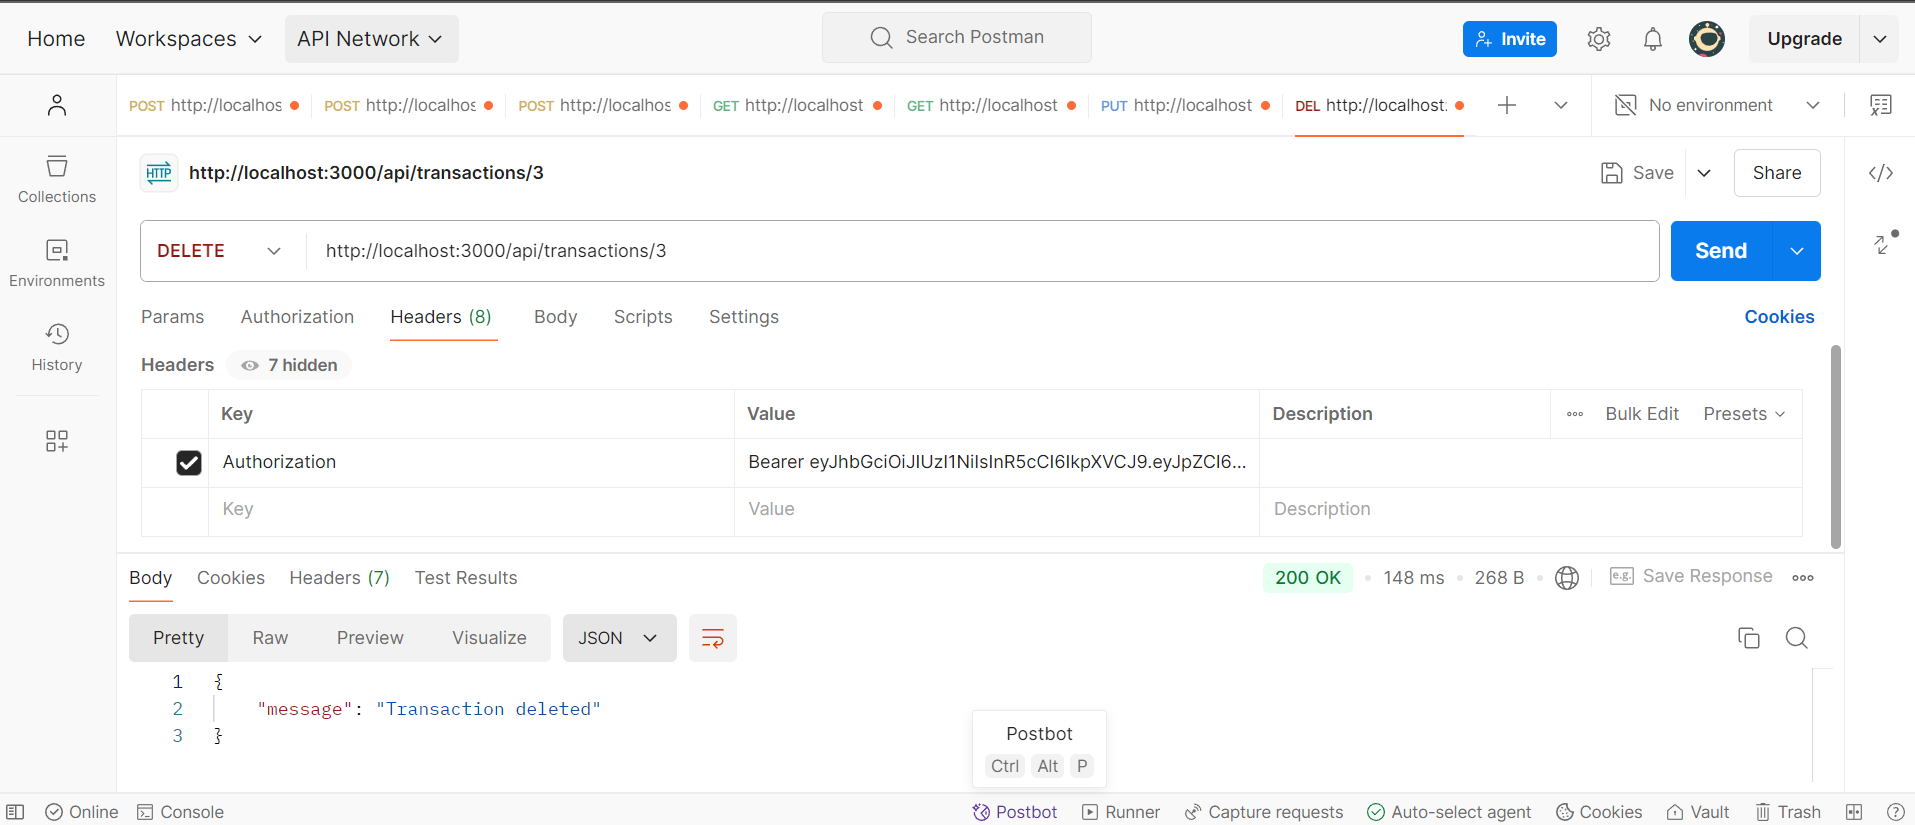 Home Workspaces API Network Search Postman Invite Upgrade
POST http://localhos POST http://localhos POST http://localhos GET http://localhost GET http://localhost PUT http://localhost DEL http://localhost: No environment
HTTP http://localhost:3000/api/transactions/3 Save Share
Collections
Environments
History
DELETE http://localhost:3000/api/transactions/3 Send
Params Authorization Headers (8) Body Scripts Settings Cookies
Headers 7 hidden
Key Value Description Bulk Edit Presets
Authorization Bearer eyJhbGciOiJIUzI1NiIsInR5cCI6IkpXVCJ9.eyJpZCI6...
Key Value Description
Body Cookies Headers (7) Test Results 200 OK 148 ms 268 B e.g. Save Response
Pretty Raw Preview Visualize JSON
1 {
2 "message": "Transaction deleted"
3 }
Postbot
Ctrl Alt P
Online Console Postbot Runner Capture requests Auto-select agent Cookies Vault Trash